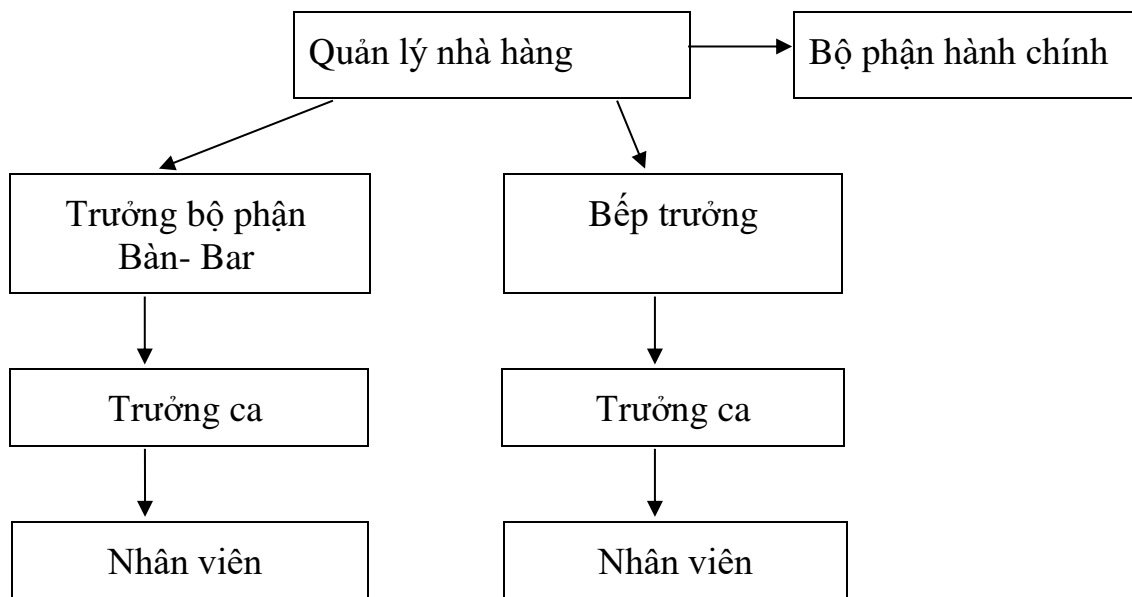 Quản lý nhà hàng
Bộ phận hành chính
Trưởng bộ phận
Bàn- Bar
Bếp trưởng
Trưởng ca
Trưởng ca
Nhân viên
Nhân viên